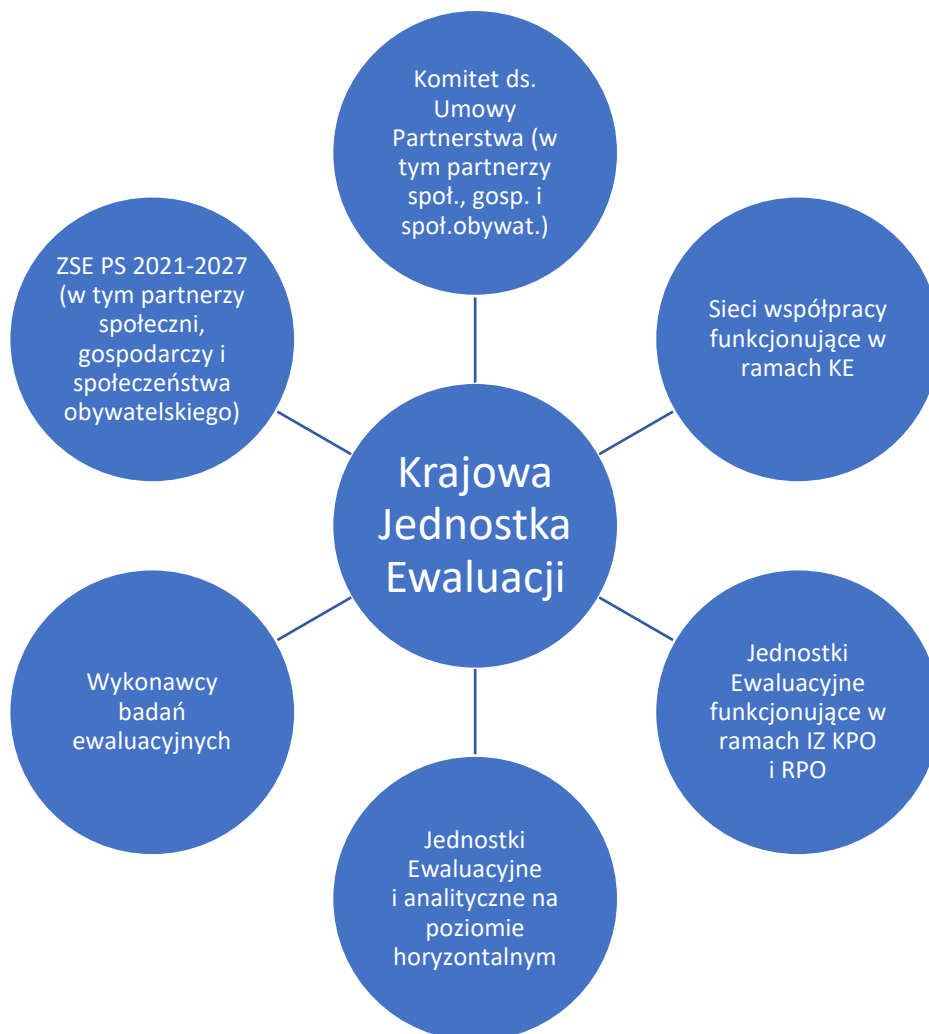 Komitet ds.
Umowy
Partnerstwa (w
tym partnerzy
społ., gosp. i
społ.obywat.)
ZSE PS 2021-2027
(w tym partnerzy
społeczni,
gospodarczy i
społeczeństwa
obywatelskiego)
Sieci współpracy
funkcjonujące w
ramach KE
Krajowa
Jednostka
Ewaluacji
Wykonawcy
badań
ewaluacyjnych
Jednostki
Ewaluacyjne
funkcjonujące w
ramach IZ KPO
i RPO
Jednostki
Ewaluacyjne
i analityczne na
poziomie
horyzontalnym